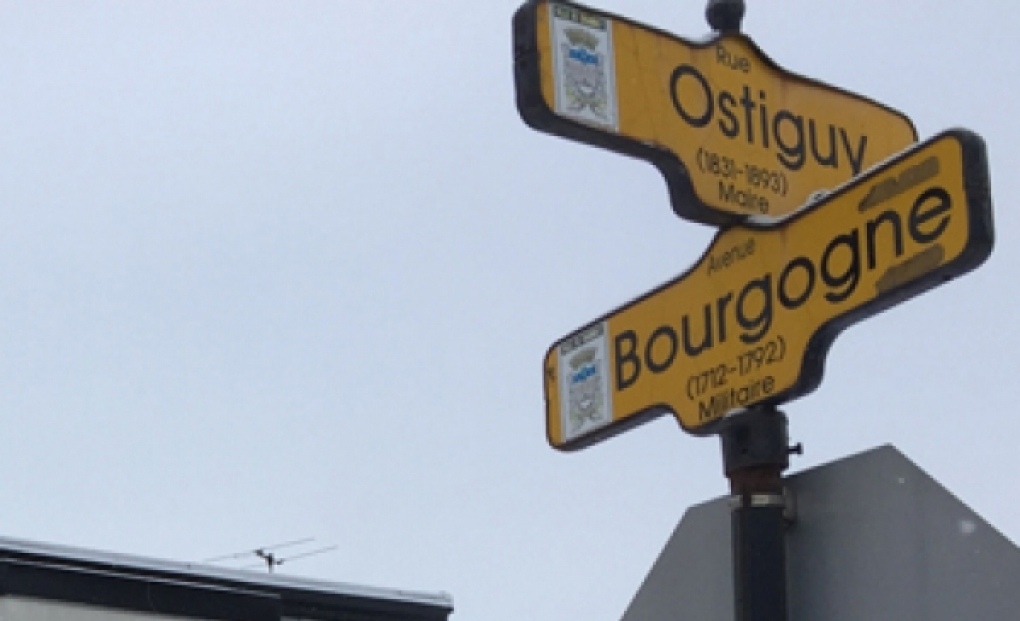 Rue
Ostiguy
(1831-1893)
Maire
Avenue
Bourgogne
(1712-1792)
Militaire